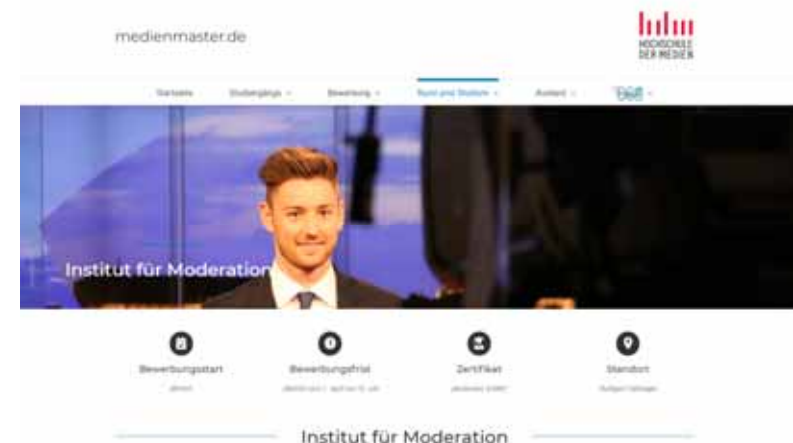 medienmaster.de
HOCHSCHULE
DER MEDIEN
Startseite Studiengänge Bewerbung Rund ums Studium Kontakt
Institut für Moderation
Bewerbungsstart Bewerbungsfrist Zertifikat Standort
Institut für Moderation